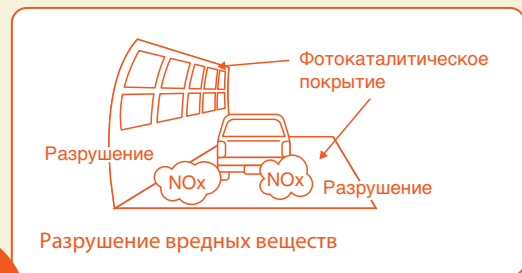 Фотокаталитическое
покрытие
Разрушение
NOx
NOx
Разрушение
Разрушение вредных веществ